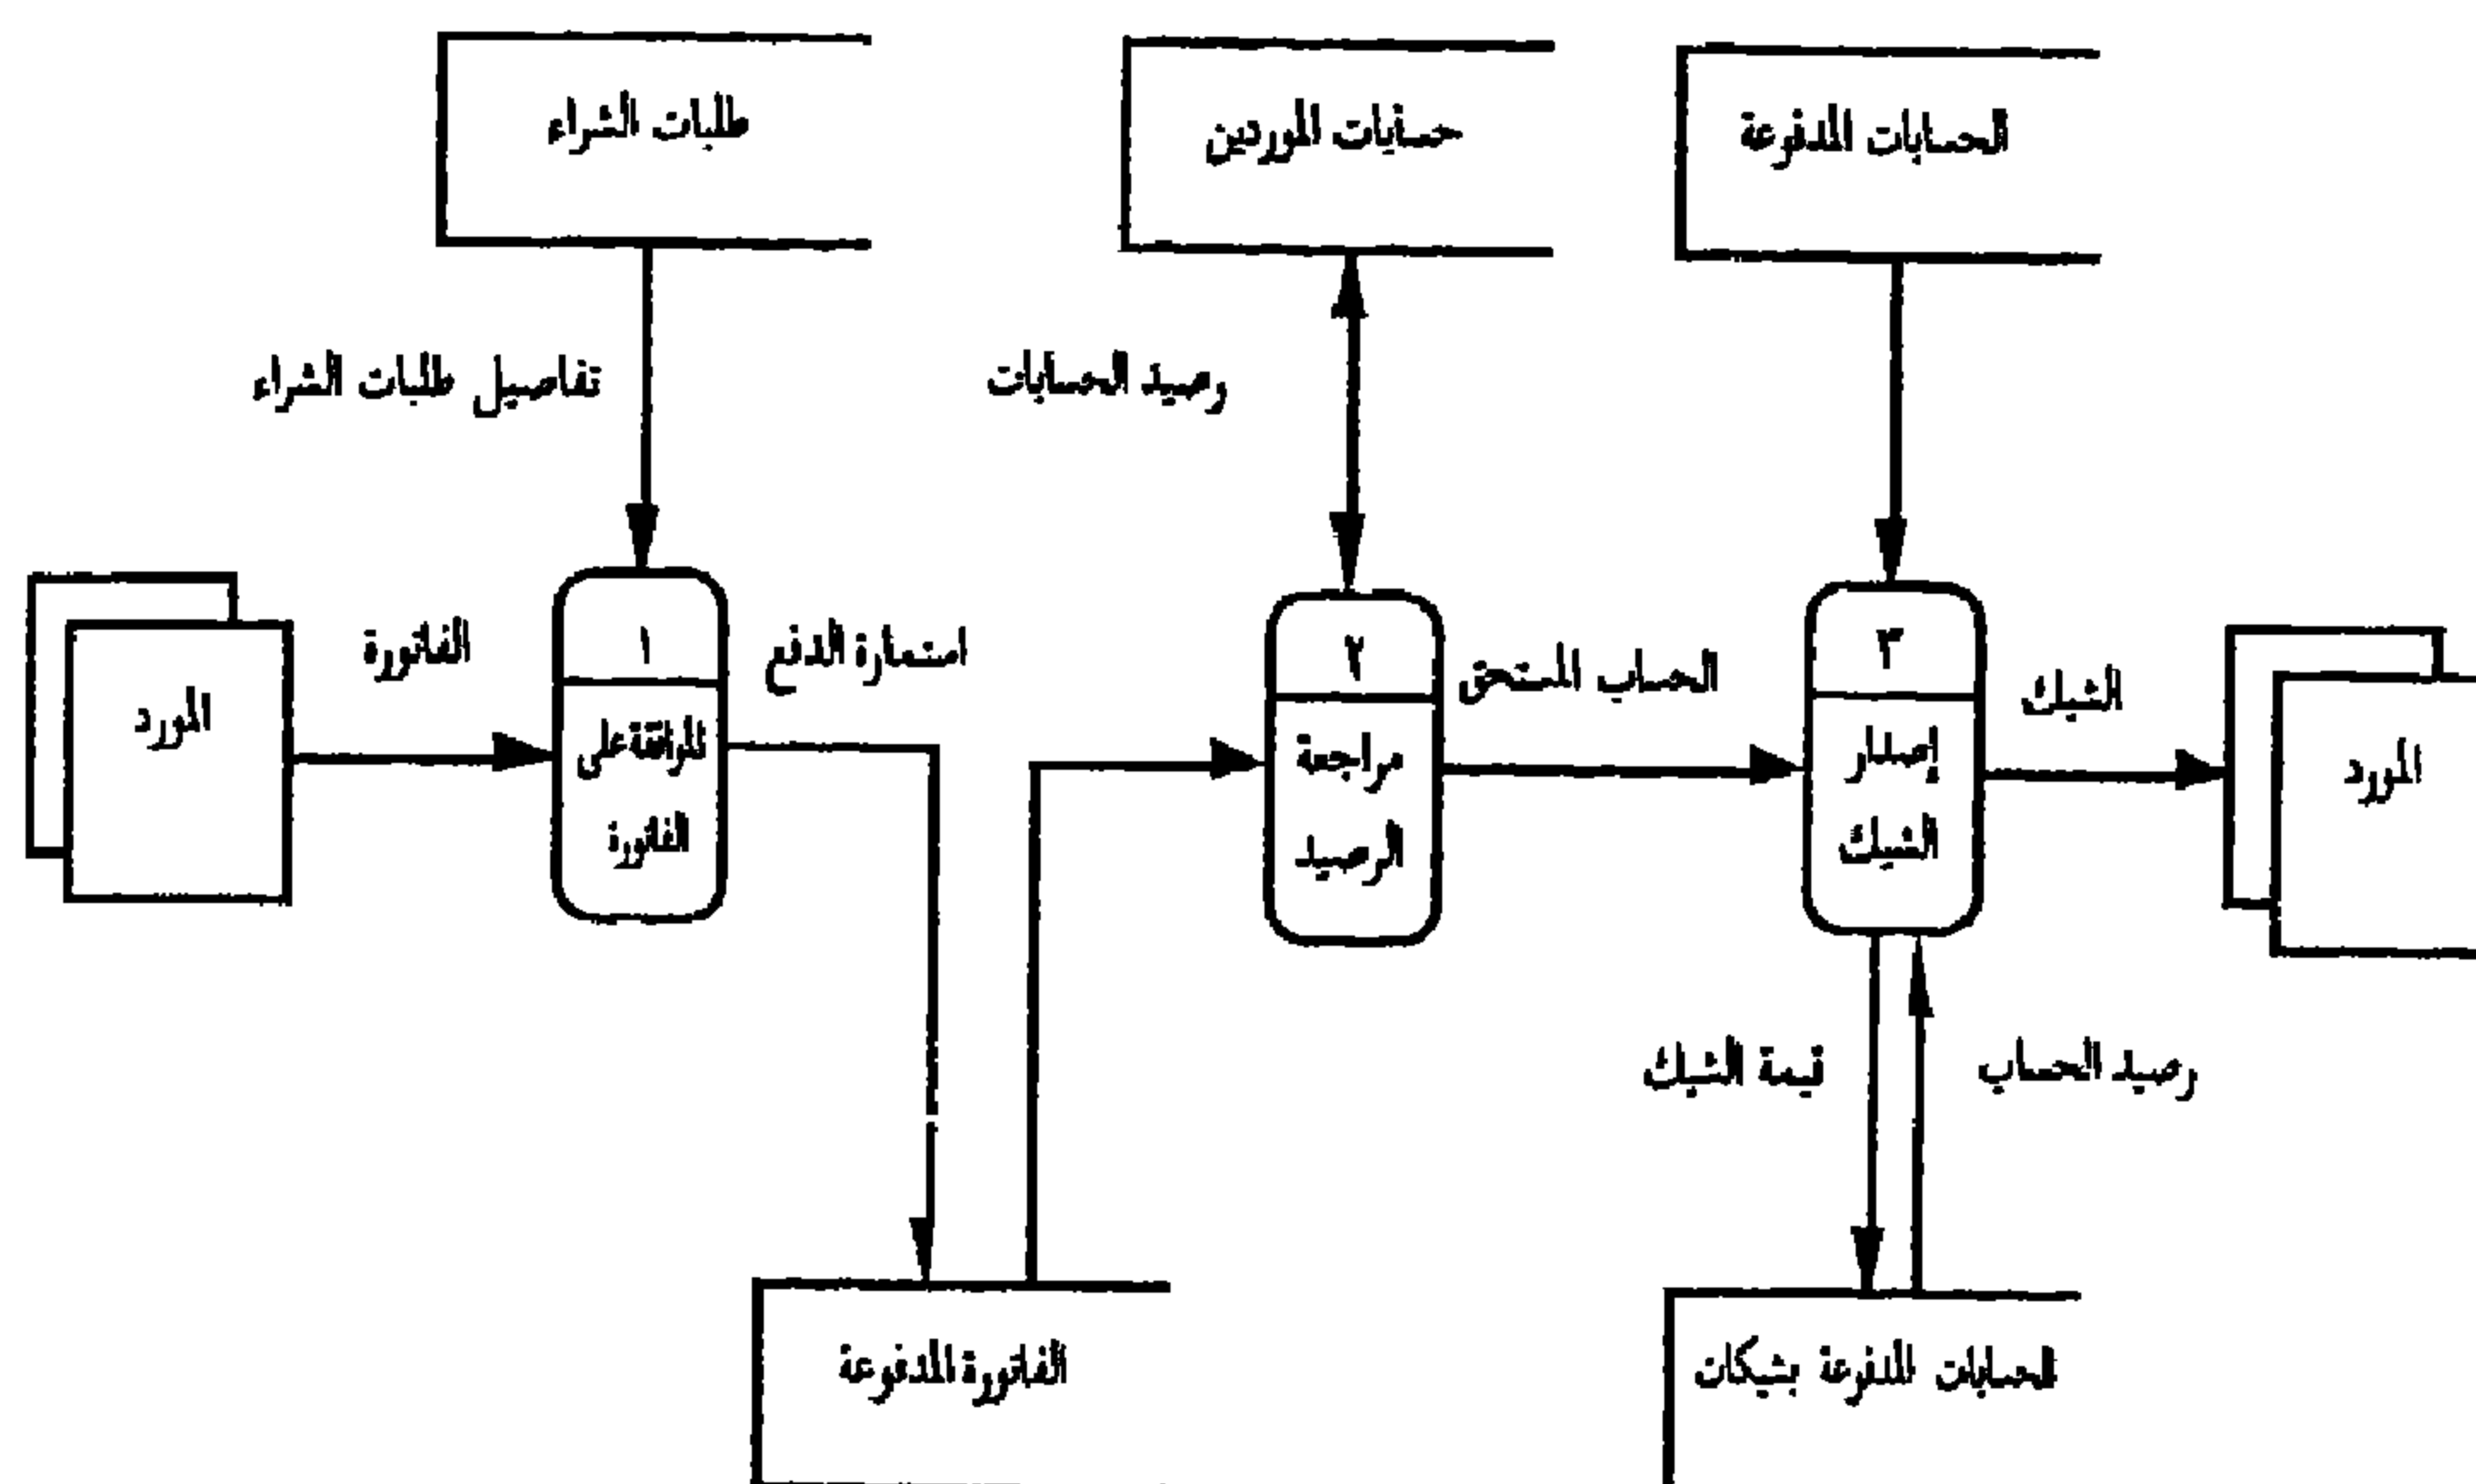 طلبات الشراء
حسابات الموردين
الحسابات المدفوعة
تفاصيل طلبات الشراء
رصيد الحسابات
المورد
الفاتورة
١
الموافقة على
الفاتورة
استمارة الدفع
٢
مراجعة
الرصيد
الحساب المستحق
٣
إصدار
الشيك
الشيك
المورد
قيمة الشيك
رصيد الحساب
الفاتورة المدفوعة
الحسابات المدفوعة بشيكات